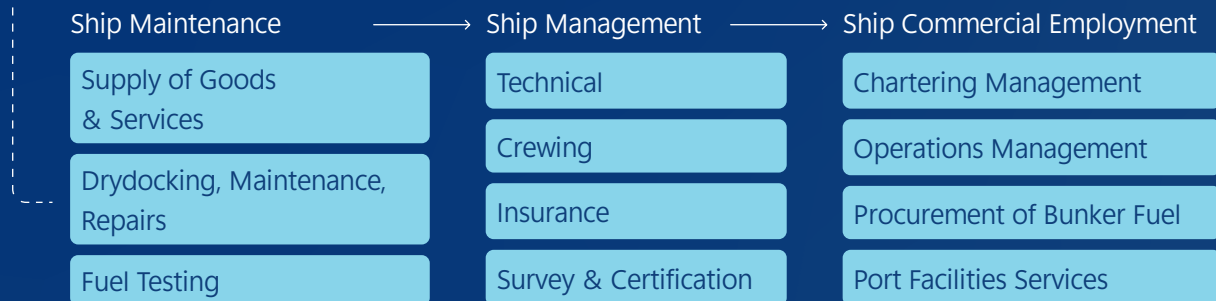 Ship Maintenance
Supply of Goods
& Services
Drydocking, Maintenance,
Repairs
Fuel Testing
Ship Management
Technical
Crewing
Insurance
Survey & Certification
Ship Commercial Employment
Chartering Management
Operations Management
Procurement of Bunker Fuel
Port Facilities Services